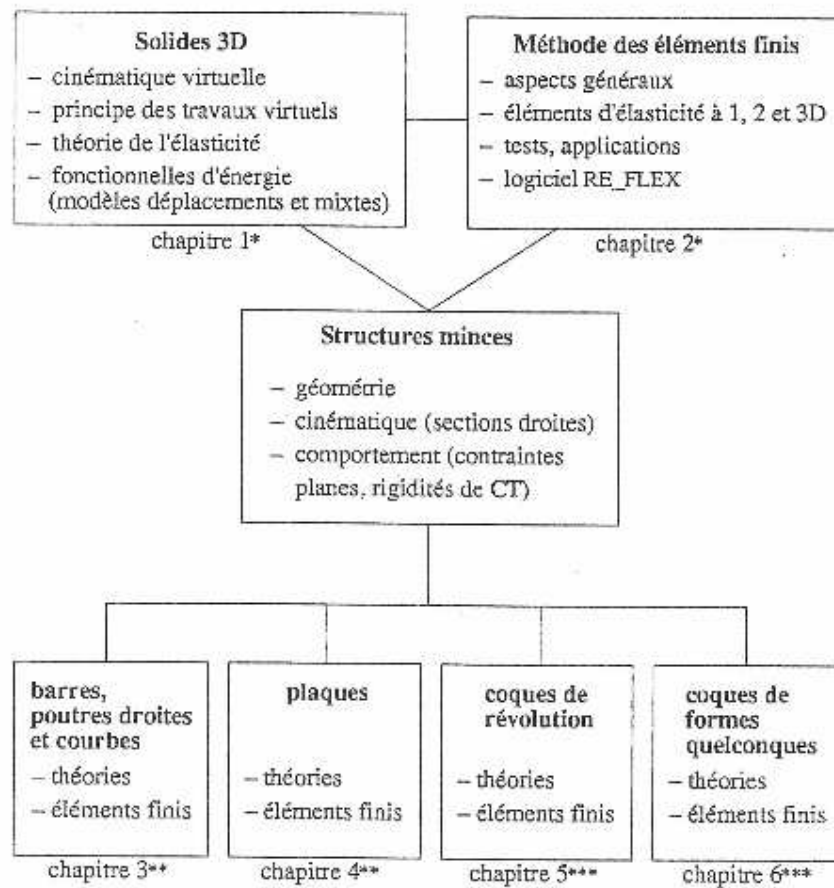 Solides 3D
– cinématique virtuelle
– principe des travaux virtuels
– théorie de l'élasticité
– fonctionnelles d'énergie
(modèles déplacements et mixtes)
chapitre 1*
Méthode des éléments finis
– aspects généraux
– éléments d'élasticité à 1, 2 et 3D
– tests, applications
– logiciel RE_FLEX
chapitre 2*
Structures minces
– géométrie
– cinématique (sections droites)
– comportement (contraintes
planes, rigidités de CT)
barres,
poutres droites
et courbes
– théories
– éléments finis
chapitre 3**
plaques
– théories
– éléments finis
chapitre 4**
coques de
révolution
– théories
– éléments finis
chapitre 5***
coques de
formes
quelconques
– théories
– éléments finis
chapitre 6***